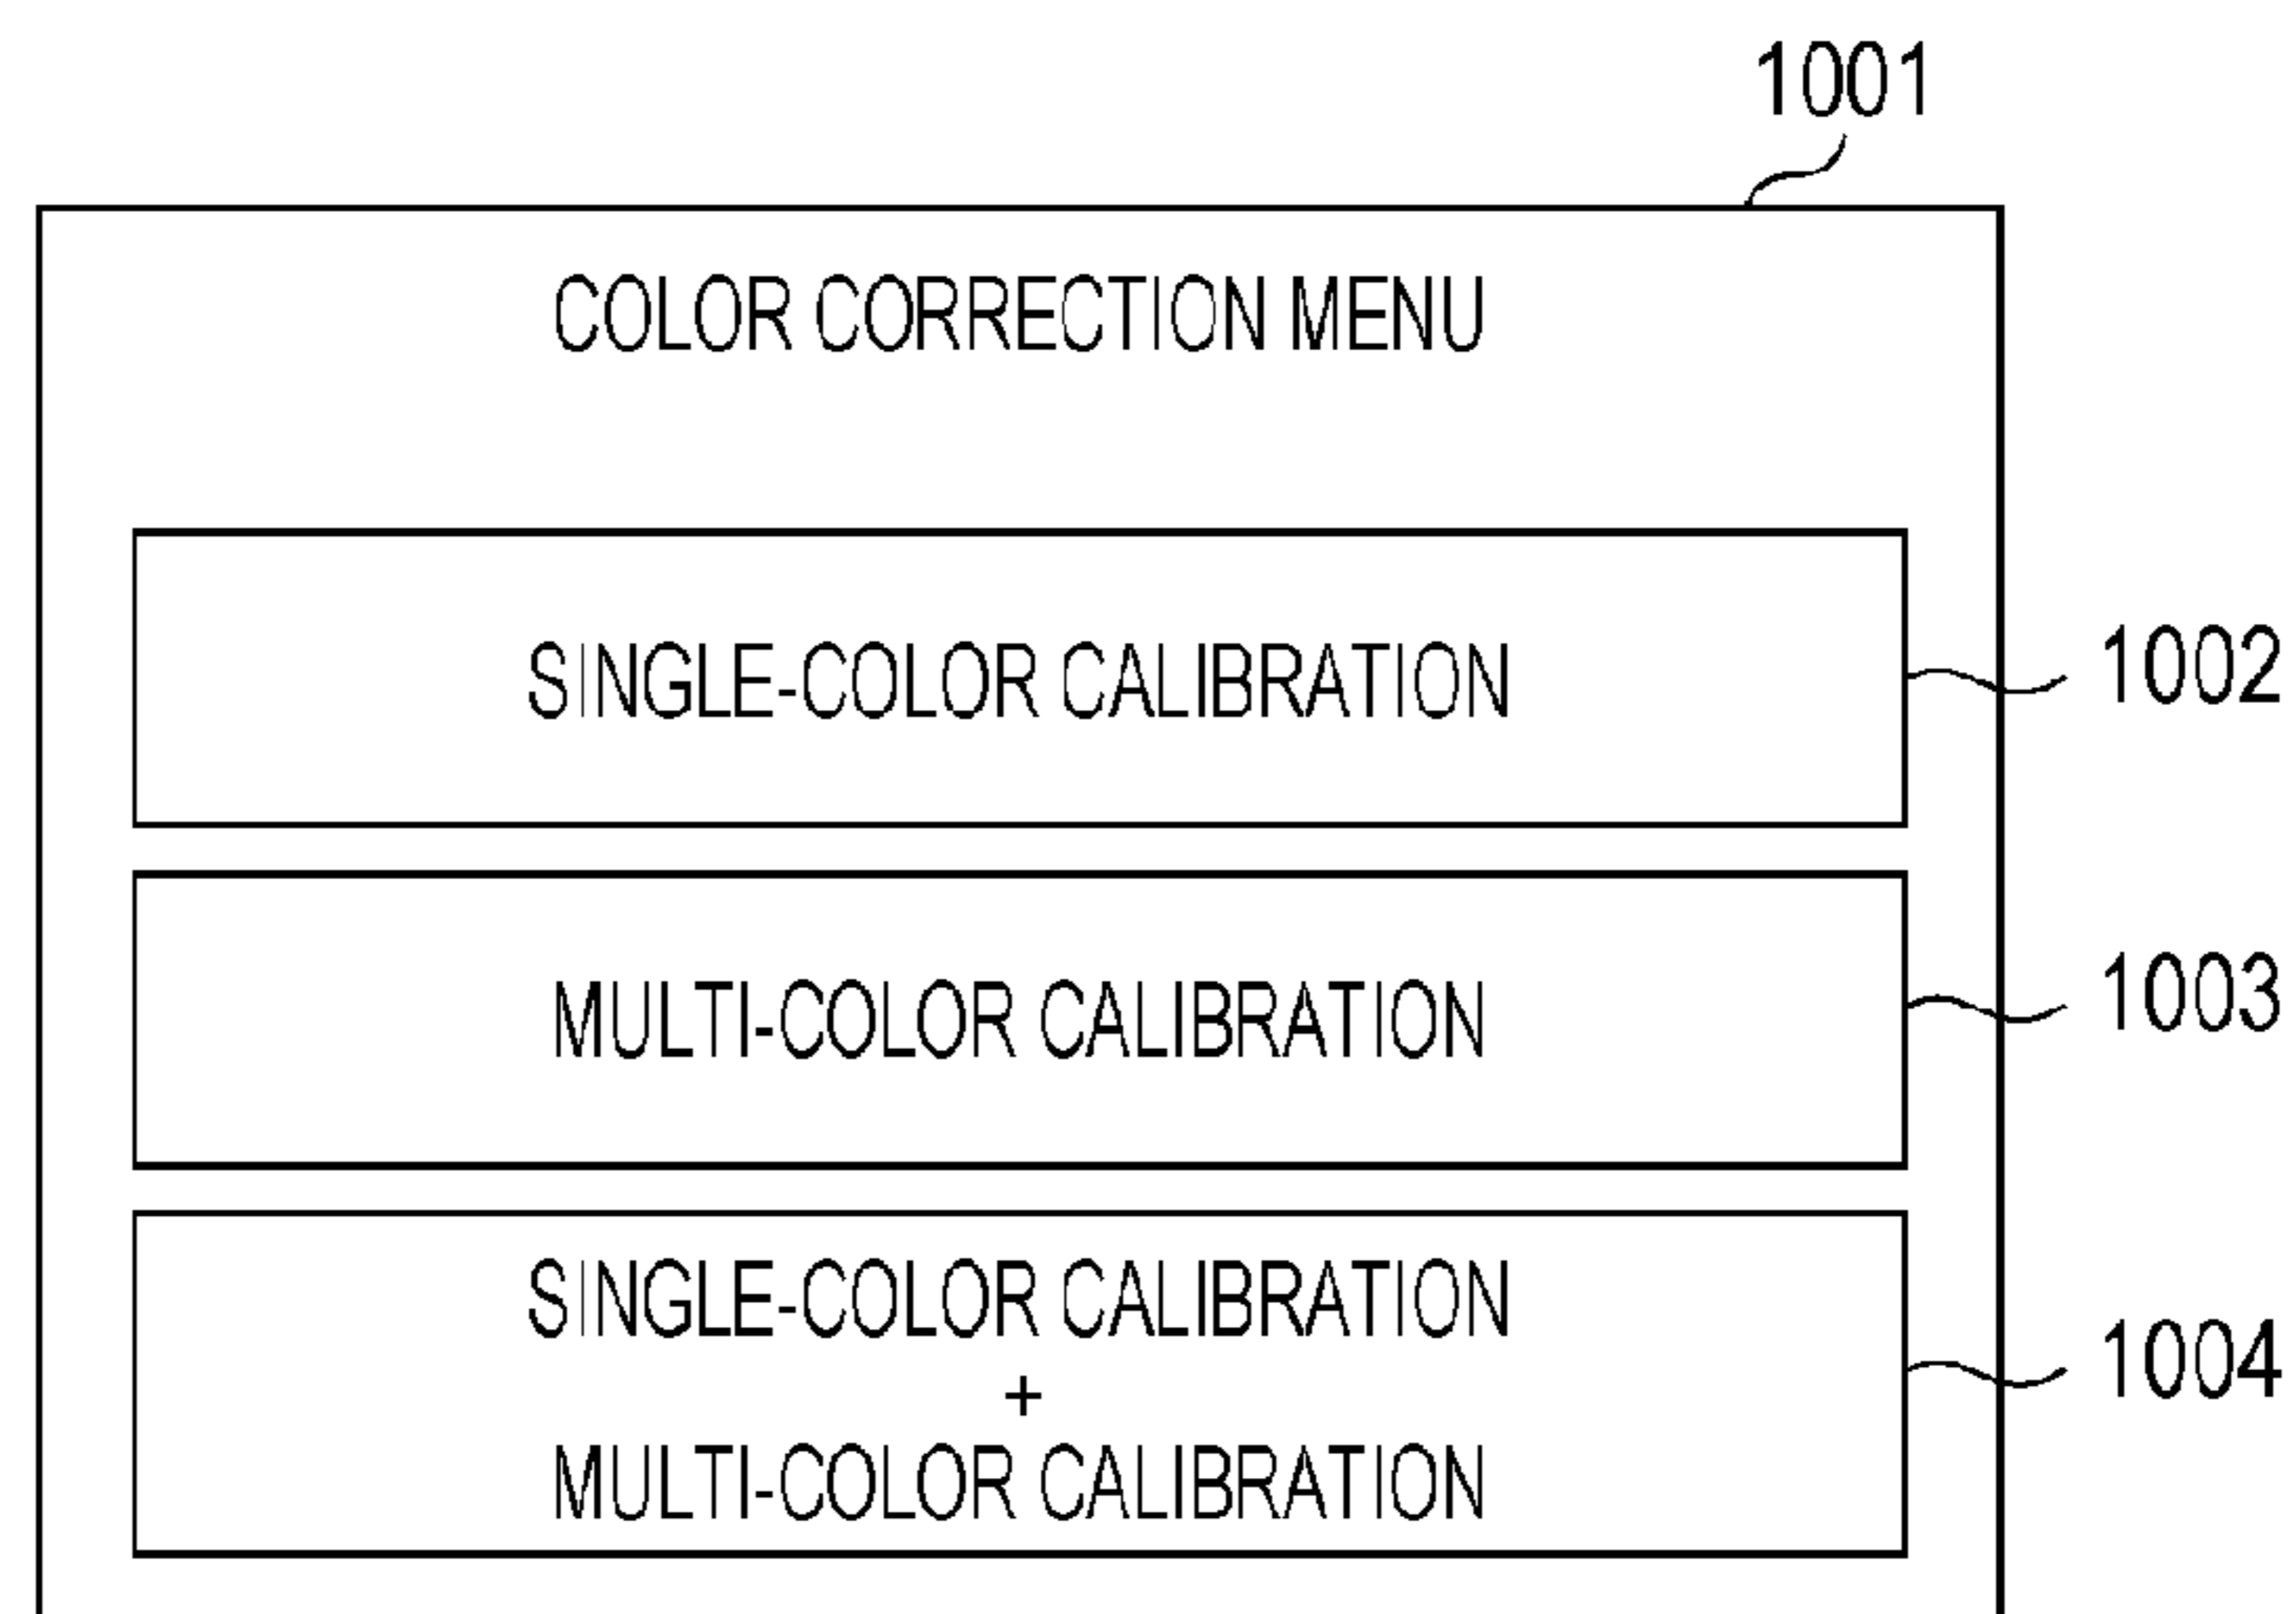 1001
COLOR CORRECTION MENU
SINGLE-COLOR CALIBRATION
1002
MULTI-COLOR CALIBRATION
1003
SINGLE-COLOR CALIBRATION
+
1004
MULTI-COLOR CALIBRATION